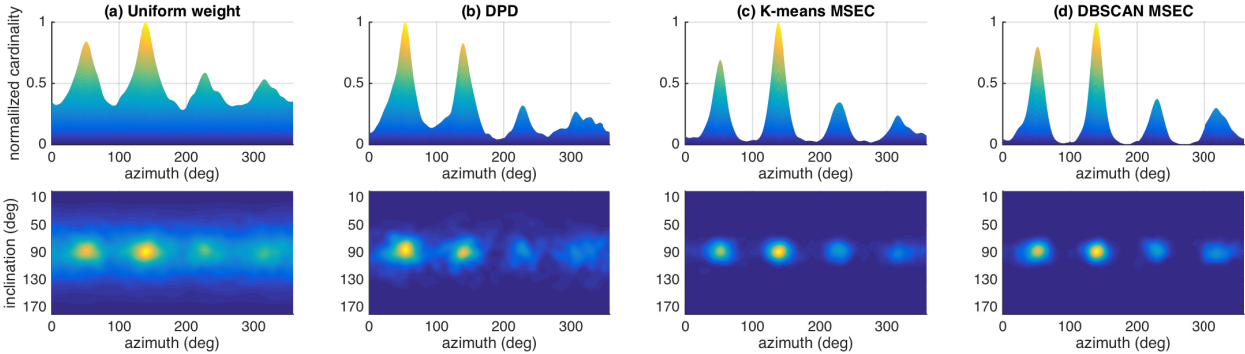 (a) Uniform weight
(b) DPD
(c) K-means MSEC
(d) DBSCAN MSEC
normalized cardinality
1
0.5
0
0 100 200 300
azimuth (deg)
1
0.5
0
0 100 200 300
azimuth (deg)
1
0.5
0
0 100 200 300
azimuth (deg)
1
0.5
0
0 100 200 300
azimuth (deg)
inclination (deg)
10
50
90
130
170
0 100 200 300
azimuth (deg)
10
50
90
130
170
0 100 200 300
azimuth (deg)
10
50
90
130
170
0 100 200 300
azimuth (deg)
10
50
90
130
170
0 100 200 300
azimuth (deg)